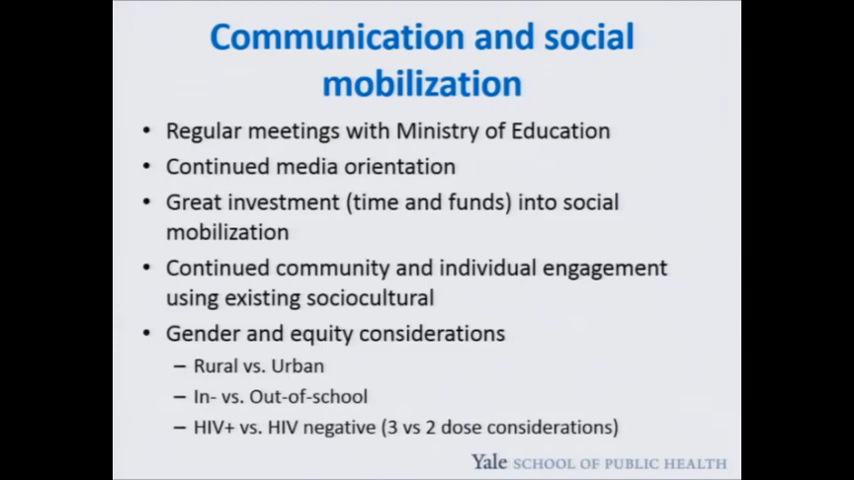 Communication and social
mobilization
• Regular meetings with Ministry of Education
• Continued media orientation
• Great investment (time and funds) into social
mobilization
• Continued community and individual engagement
using existing sociocultural
• Gender and equity considerations
– Rural vs. Urban
– In- vs. Out-of-school
– HIV+ vs. HIV negative (3 vs 2 dose considerations)
Yale SCHOOL OF PUBLIC HEALTH